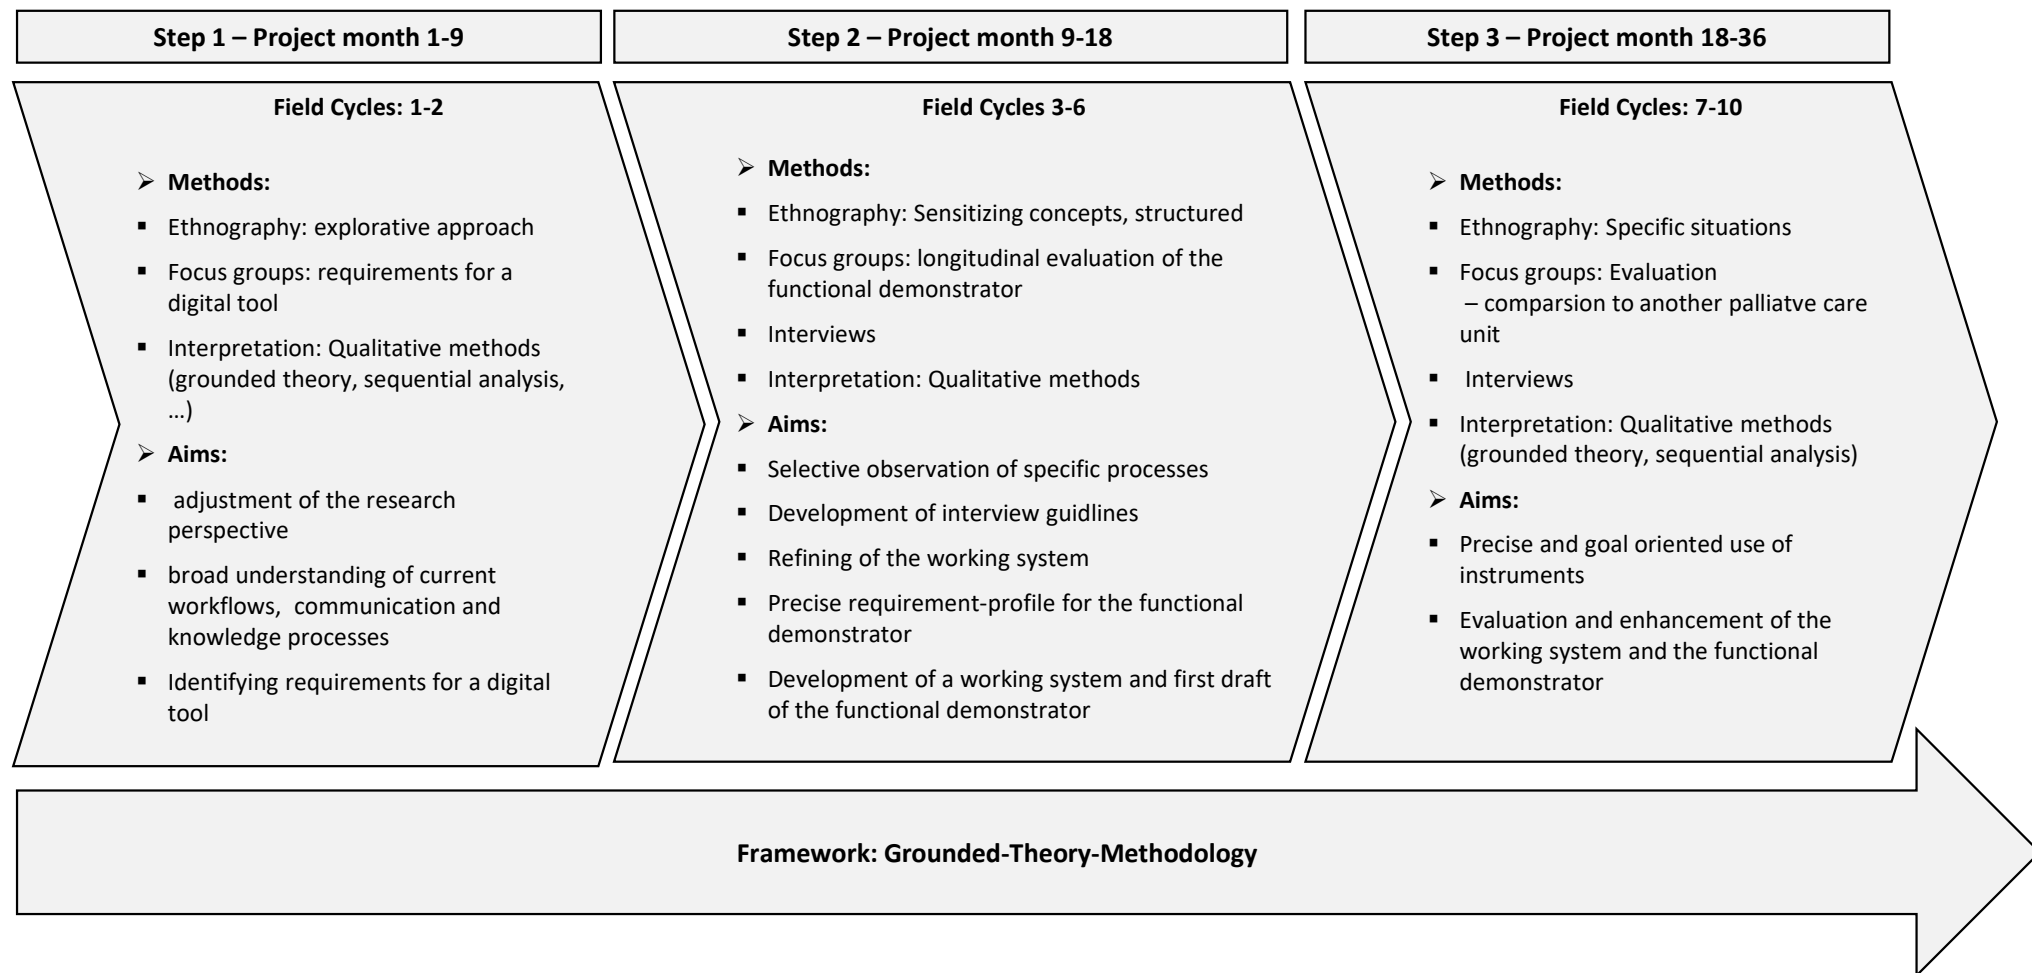 Step 1 – Project month 1-9
Field Cycles: 1-2
➢ Methods:
▪ Ethnography: explorative approach
▪ Focus groups: requirements for a
digital tool
▪ Interpretation: Qualitative methods
(grounded theory, sequential analysis,
…)
➢ Aims:
▪ adjustment of the research
perspective
▪ broad understanding of current
workflows, communication and
knowledge processes
▪ Identifying requirements for a digital
tool
Step 2 – Project month 9-18
Field Cycles 3-6
➢ Methods:
▪ Ethnography: Sensitizing concepts, structured
▪ Focus groups: longitudinal evaluation of the
functional demonstrator
▪ Interviews
▪ Interpretation: Qualitative methods
➢ Aims:
▪ Selective observation of specific processes
▪ Development of interview guidlines
▪ Refining of the working system
▪ Precise requirement-profile for the functional
demonstrator
▪ Development of a working system and first draft
of the functional demonstrator
Step 3 – Project month 18-36
Field Cycles: 7-10
➢ Methods:
▪ Ethnography: Specific situations
▪ Focus groups: Evaluation
– comparsion to another palliatve care
unit
▪ Interviews
▪ Interpretation: Qualitative methods
(grounded theory, sequential analysis)
➢ Aims:
▪ Precise and goal oriented use of
instruments
▪ Evaluation and enhancement of the
working system and the functional
demonstrator
Framework: Grounded-Theory-Methodology